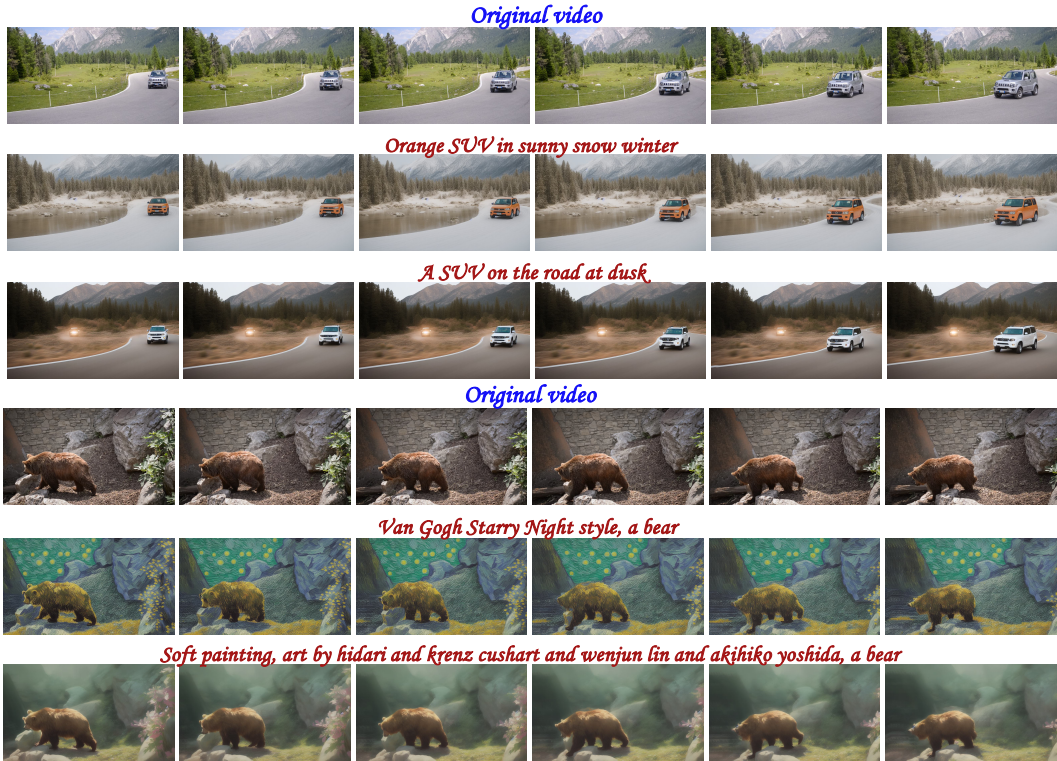 Original video
Orange SUV in sunny snow winter
A SUV on the road at dusk
Original video
Van Gogh Starry Night style, a bear
Soft painting, art by hidari and krenz cushart and wenjun lin and akihiko yoshida, a bear